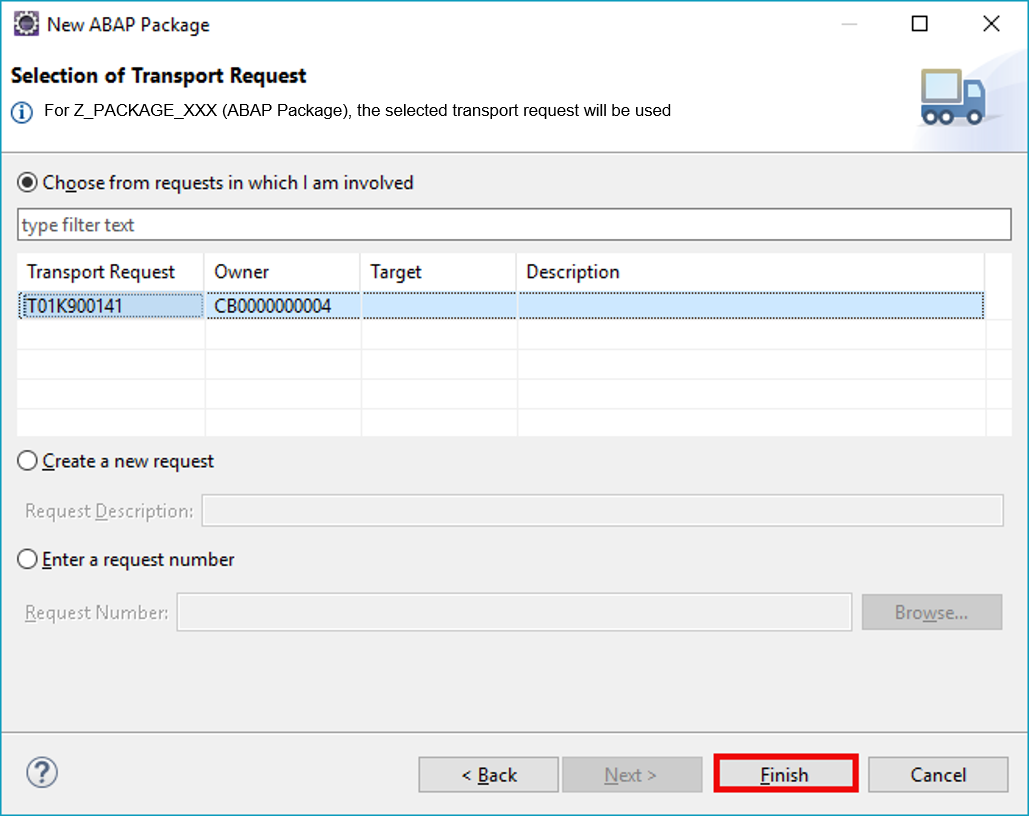 New ABAP Package
Selection of Transport Request
For Z_PACKAGE_XXX (ABAP Package), the selected transport request will be used
Choose from requests in which I am involved
type filter text
Transport Request Owner Target Description
T01K900141 CB0000000004
Create a new request
Request Description:
Enter a request number
Request Number: Browse...
< Back Next > Finish Cancel